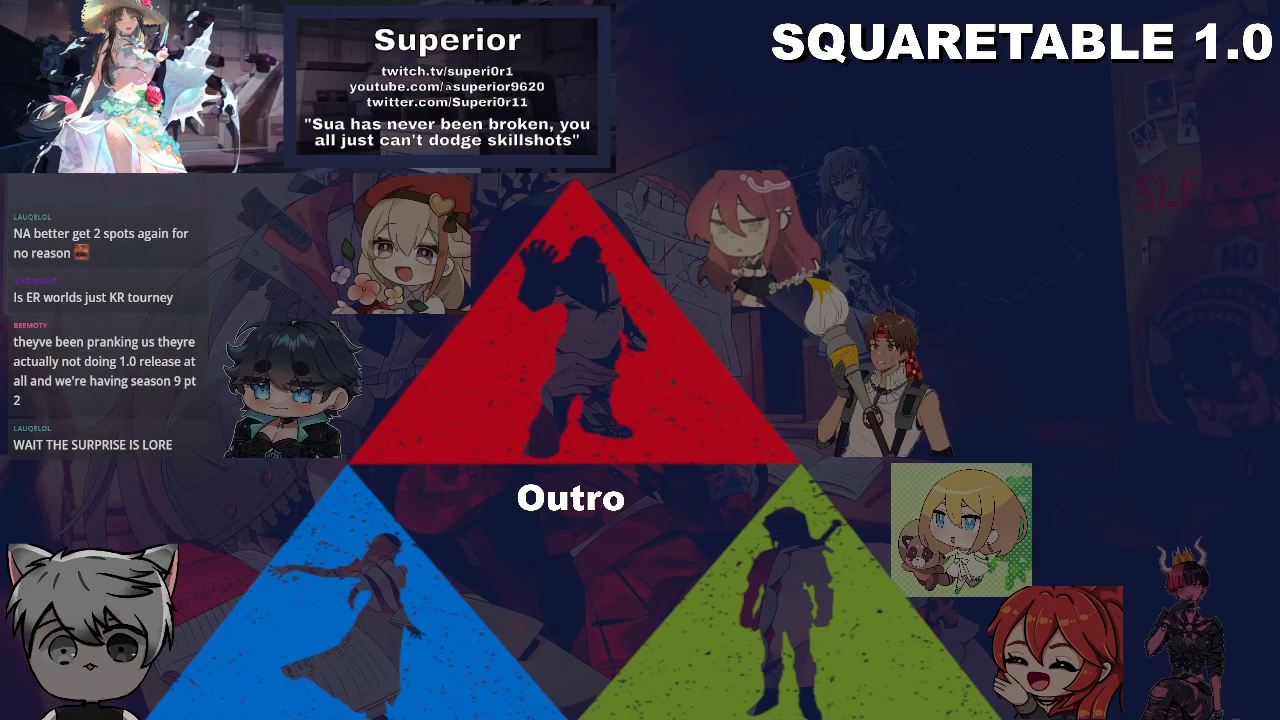 SQUARETABLE 1.0
Superior
twitch.tv/superi0r1
youtube.com/asuperior9620
twitter.com/Superi0r11
"Sua has never been broken, you
all just can't dodge skillshots"
LAUQELOL
NA better get 2 spots again for
no reason
Is ER worlds just KR tourney
BEEMOTY
theyve been pranking us theyre
actually not doing 1.0 release at
all and we're having season 9 pt
2
LAUQELOL
WAIT THE SURPRISE IS LORE
SLE
NO
Outro